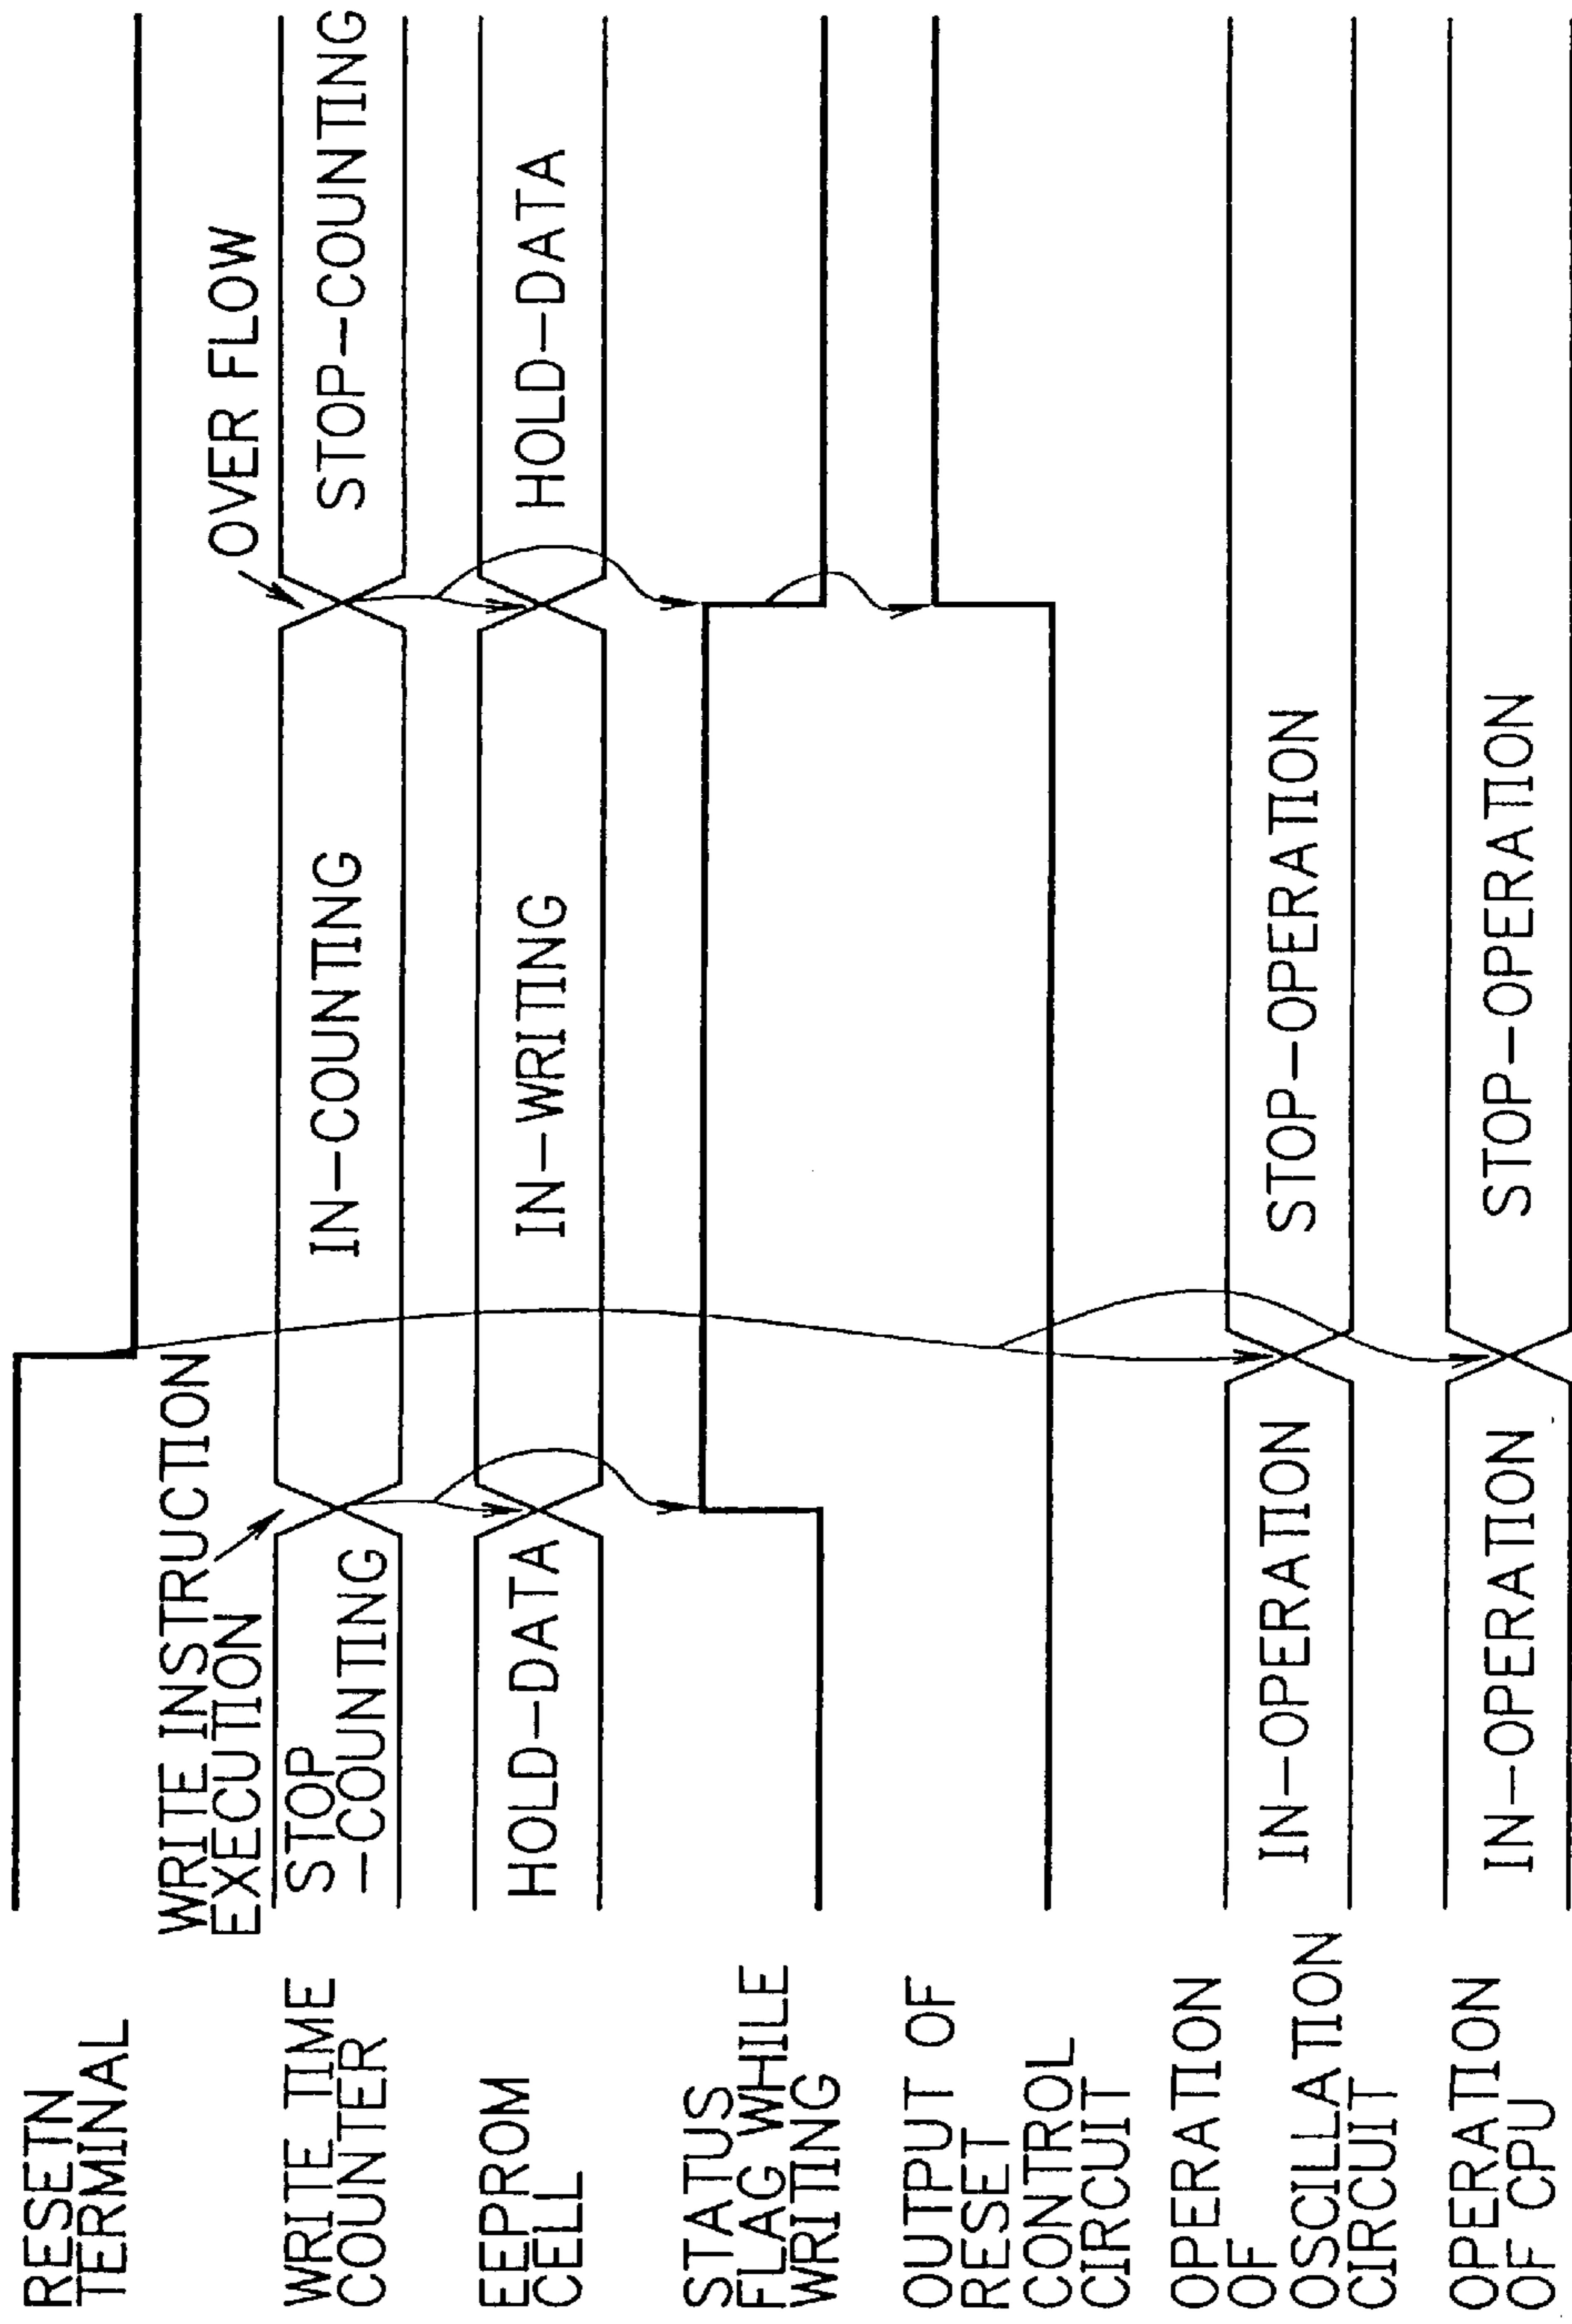 RESETN
TERMINAL
WRITE INSTRUCTION
EXECUTION
OVER FLOW
WRITE TIME
COUNTER
STOP
-COUNTING
IN-COUNTING
STOP-COUNTING
EEPROM
CELL
HOLD-DATA
IN-WRITING
HOLD-DATA
STATUS
FLAG WHILE
WRITING
OUTPUT OF
RESET
CONTROL
CIRCUIT
OPERATION
OF
OSCILLATION
CIRCUIT
IN-OPERATION
STOP-OPERATION
OPERATION
OF CPU
IN-OPERATION
STOP-OPERATION